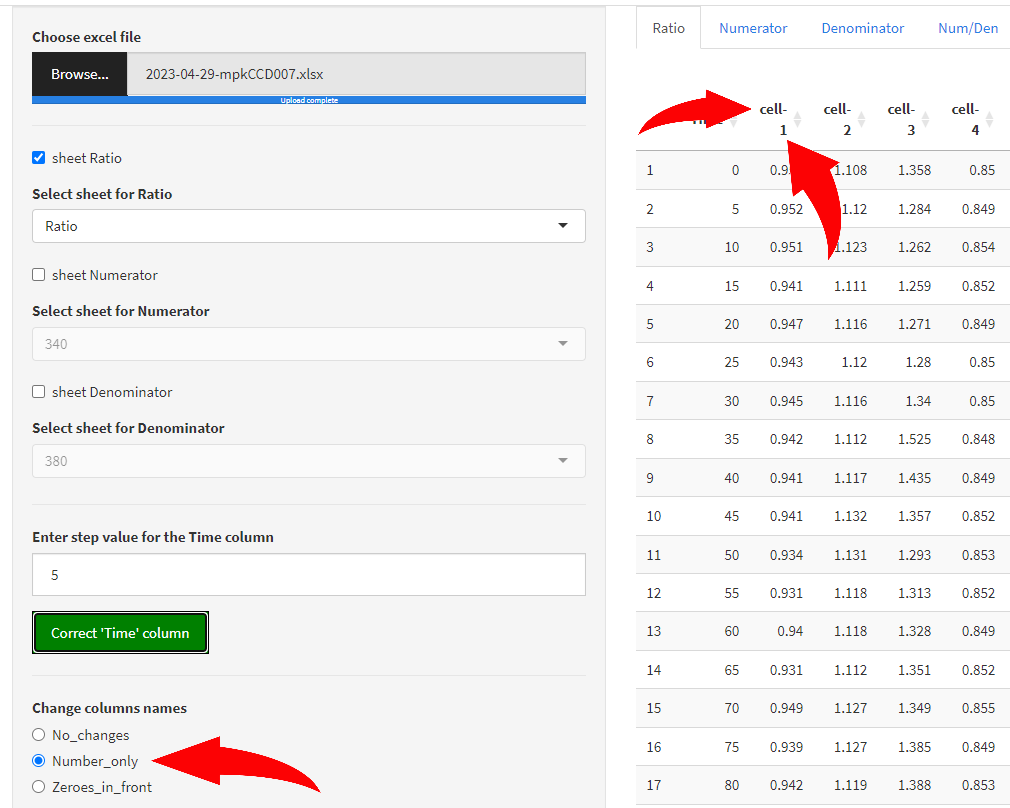 Choose excel file
Browse... 2023-04-29-mpkCCD007.xlsx
Upload complete
sheet Ratio
Select sheet for Ratio
Ratio
sheet Numerator
Select sheet for Numerator
340
sheet Denominator
Select sheet for Denominator
380
Enter step value for the Time column
5
Correct 'Time' column
Change columns names
No_changes
Number_only
Zeroes_in_front
Ratio Numerator Denominator Num/Den
cell- cell- cell- cell-
1 2 3 4
1 0 1.108 1.358 0.85
2 5 0.952 1.12 1.284 0.849
3 10 0.951 1.123 1.262 0.854
4 15 0.941 1.111 1.259 0.852
5 20 0.947 1.116 1.271 0.849
6 25 0.943 1.12 1.28 0.85
7 30 0.945 1.116 1.34 0.85
8 35 0.942 1.112 1.525 0.848
9 40 0.941 1.117 1.435 0.849
10 45 0.941 1.132 1.357 0.852
11 50 0.934 1.131 1.293 0.853
12 55 0.931 1.118 1.313 0.852
13 60 0.94 1.118 1.328 0.849
14 65 0.931 1.112 1.351 0.852
15 70 0.949 1.127 1.349 0.855
16 75 0.939 1.127 1.385 0.849
17 80 0.942 1.119 1.388 0.853